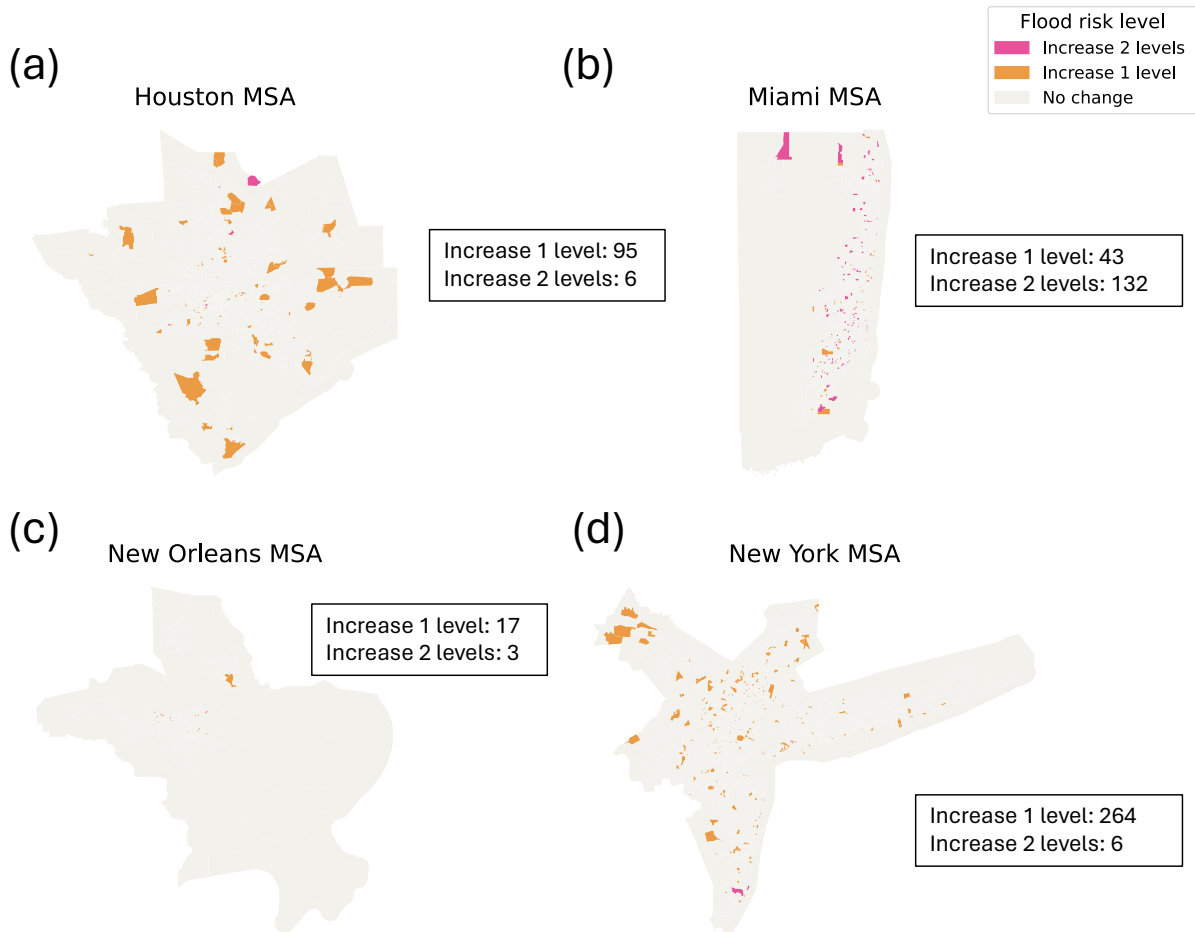 Flood risk level
Increase 2 levels
Increase 1 level
No change
(a)
Houston MSA
Increase 1 level: 95
Increase 2 levels: 6
(b)
Miami MSA
Increase 1 level: 43
Increase 2 levels: 132
(c)
New Orleans MSA
Increase 1 level: 17
Increase 2 levels: 3
(d)
New York MSA
Increase 1 level: 264
Increase 2 levels: 6